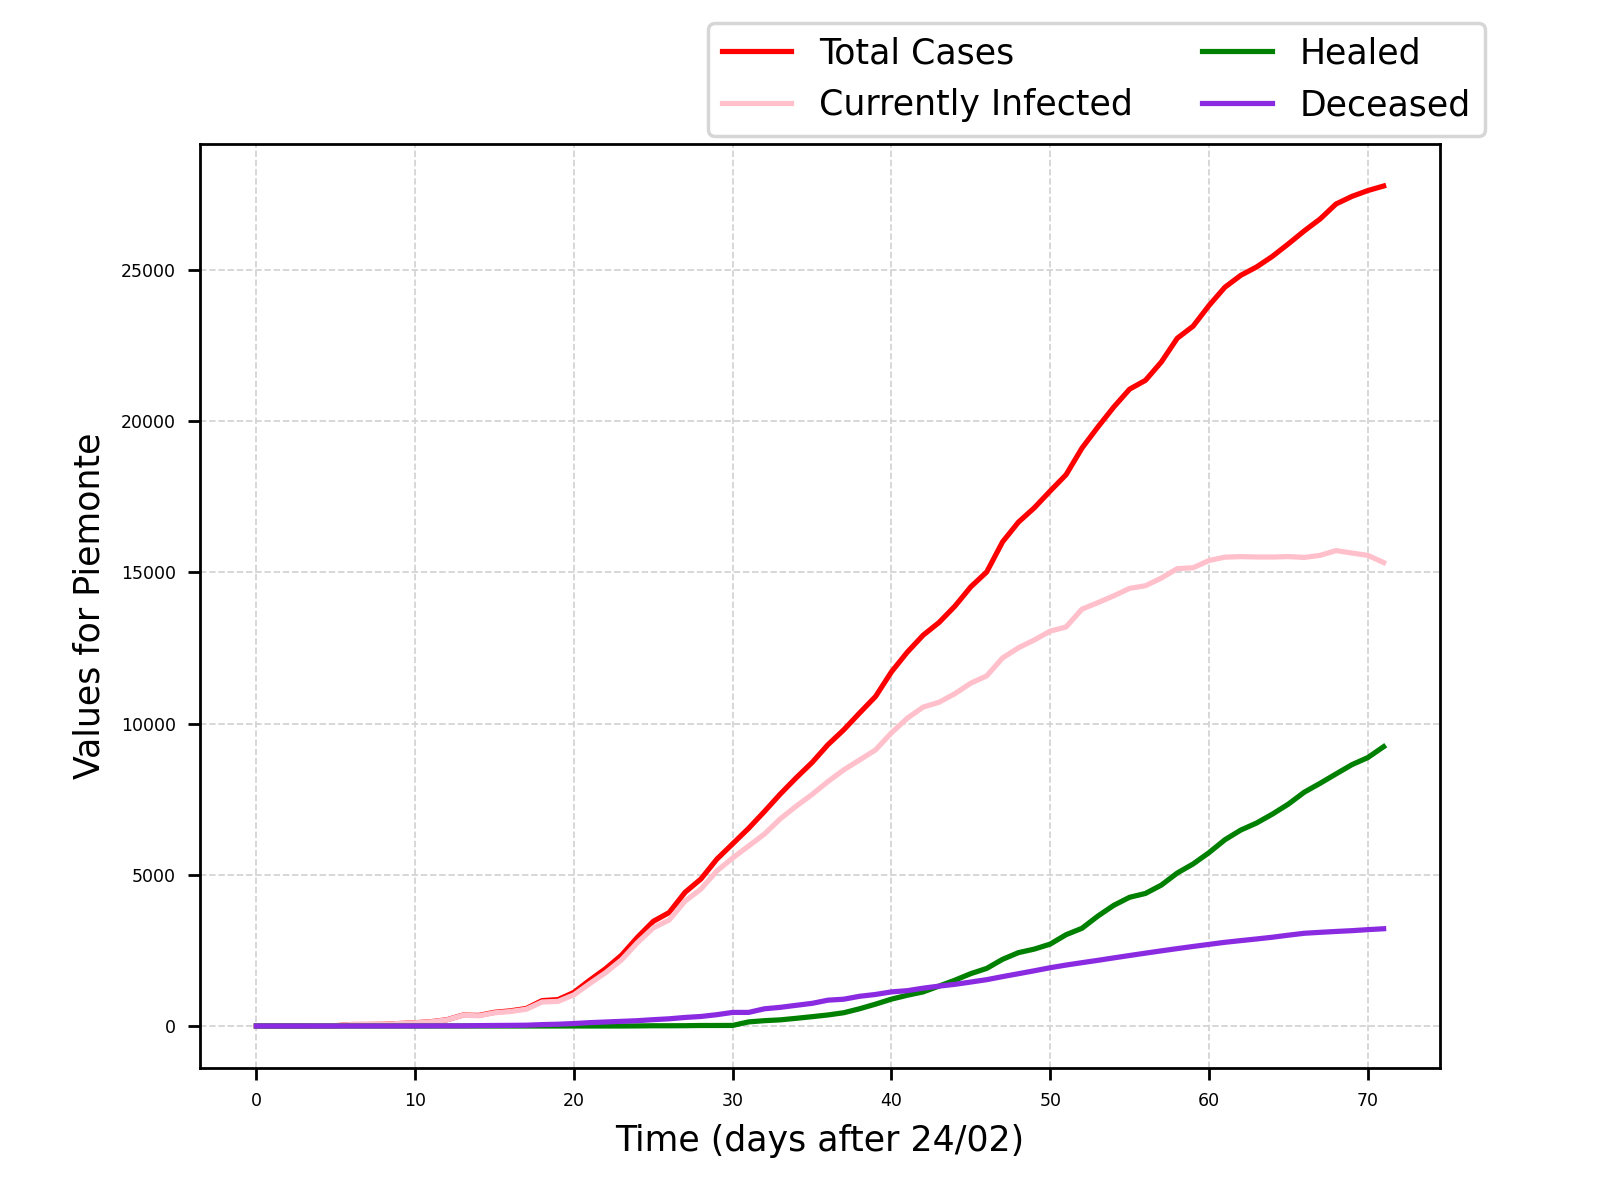 Total Cases
Currently Infected
Healed
Deceased
Values for Piemonte
25000
20000
15000
10000
5000
0
0 10 20 30 40 50 60 70
Time (days after 24/02)